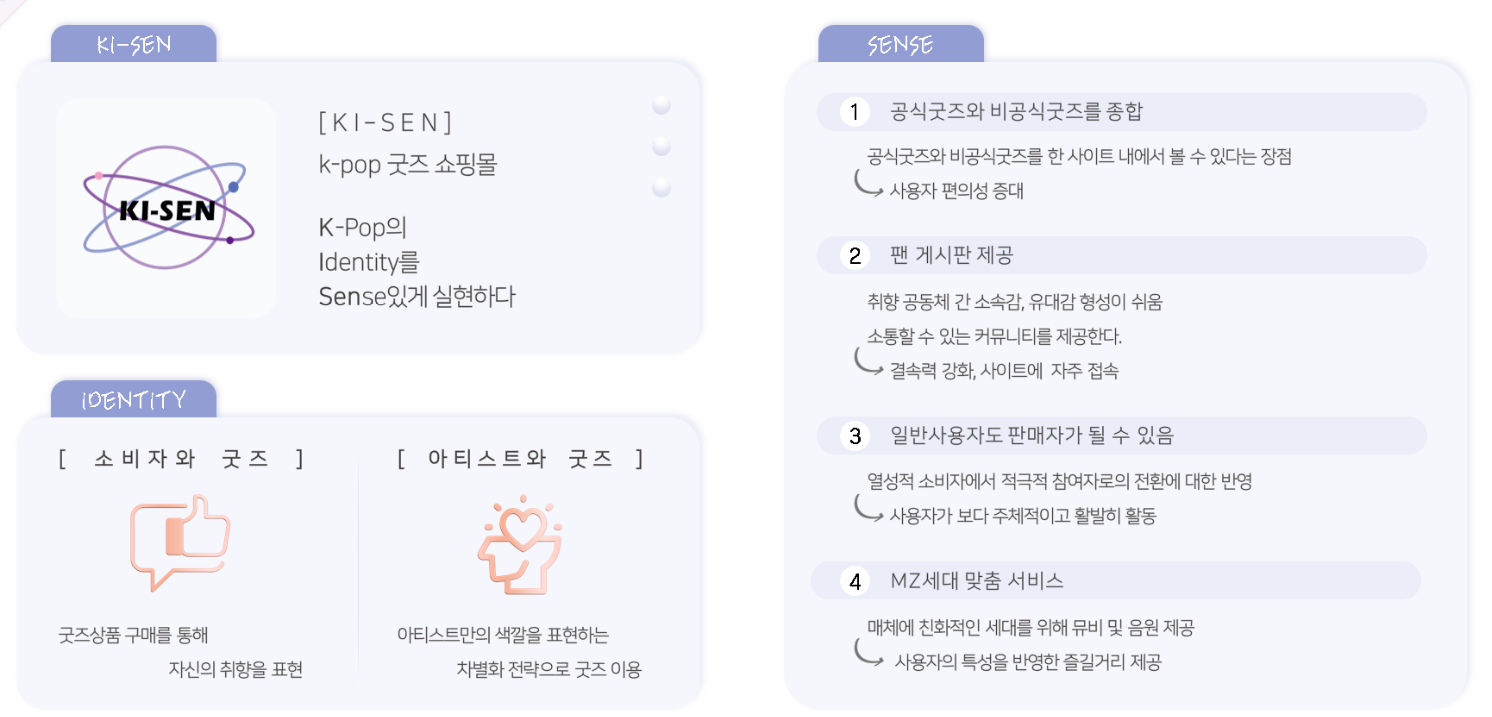 KI-SEN
KI-SEN
[KI-SEN]
k-pop 굿즈 쇼핑몰
K-Pop의
Identity를
Sense있게 실현하다
IDENTITY
[ 소비자와 굿즈 ]
굿즈상품 구매를 통해
자신의 취향을 표현
[ 아티스트와 굿즈 ]
아티스트만의 색깔을 표현하는
차별화 전략으로 굿즈 이용
SENSE
1 공식굿즈와 비공식굿즈를 종합
공식굿즈와 비공식굿즈를 한 사이트 내에서 볼 수 있다는 장점
사용자 편의성 증대
2 팬 게시판 제공
취향 공동체 간 소속감, 유대감 형성이 쉬움
소통할 수 있는 커뮤니티를 제공한다.
결속력 강화, 사이트에 자주 접속
3 일반사용자도 판매자가 될 수 있음
열성적 소비자에서 적극적 참여자로의 전환에 대한 반영
사용자가 보다 주체적이고 활발히 활동
4 MZ세대 맞춤 서비스
매체에 친화적인 세대를 위해 뮤비 및 음원 제공
사용자의 특성을 반영한 즐길거리 제공